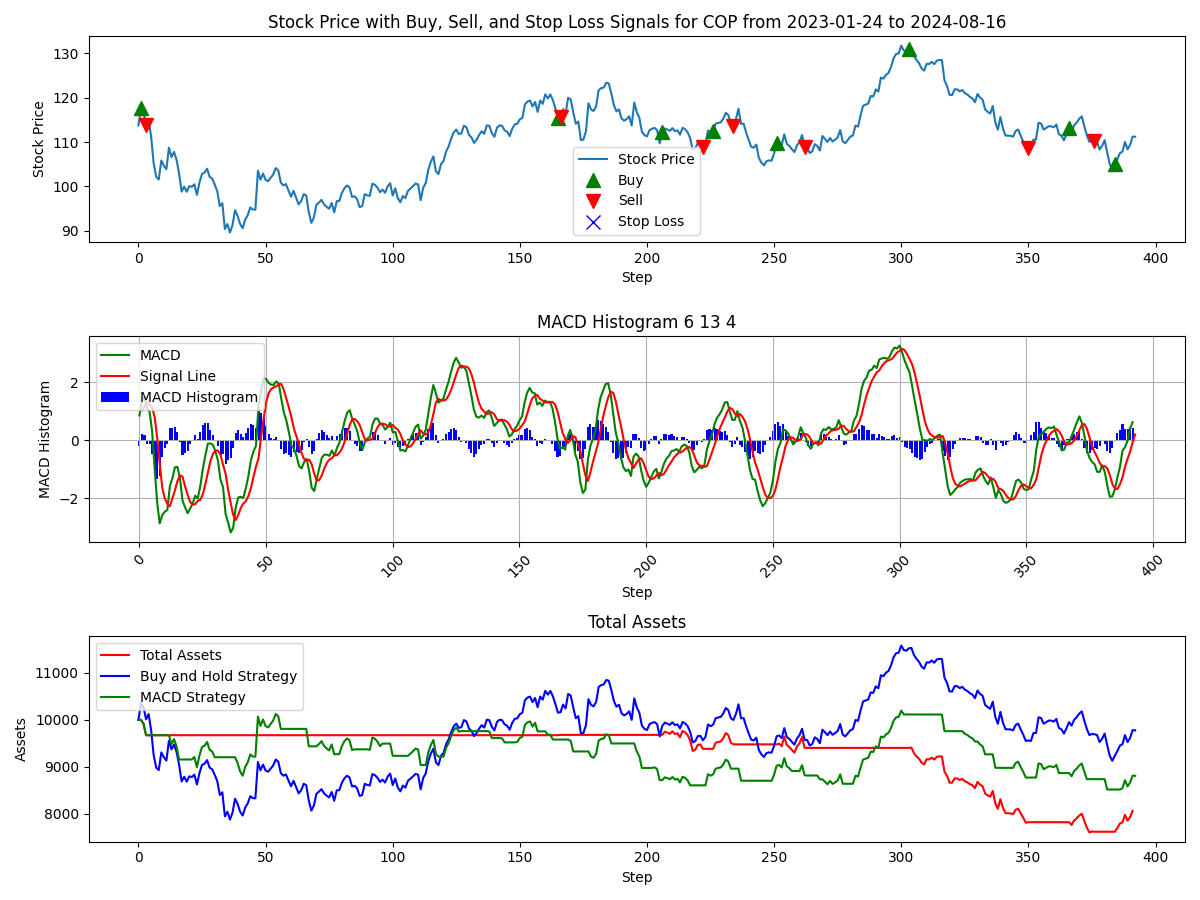 Stock Price with Buy, Sell, and Stop Loss Signals for COP from 2023-01-24 to 2024-08-16
Stock Price
130
120
110
100
90
Stock Price
Buy
Sell
Stop Loss
0 50 100 150 200 250 300 350 400
Step
MACD Histogram 6 13 4
MACD Histogram
2
0
−2
MACD
Signal Line
MACD Histogram
0 50 100 150 200 250 300 350 400
Step
Total Assets
Assets
11000
10000
9000
8000
Total Assets
Buy and Hold Strategy
MACD Strategy
0 50 100 150 200 250 300 350 400
Step